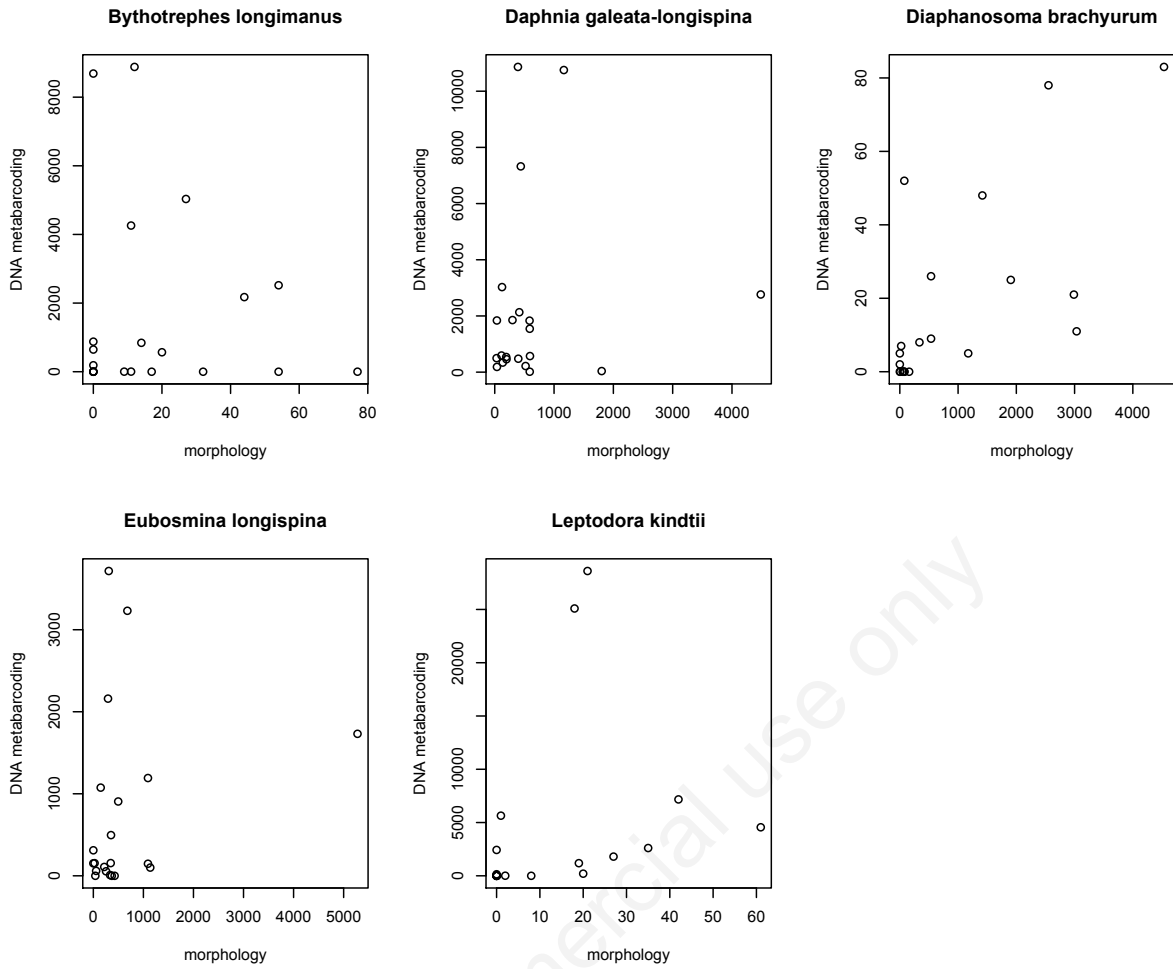 Bythotrephes longimanus
DNA metabarcoding
0 2000 4000 6000 8000
0 20 40 60 80
morphology
Daphnia galeata-longispina
DNA metabarcoding
0 2000 4000 6000 8000 10000
0 1000 2000 3000 4000
morphology
Diaphanosoma brachyurum
DNA metabarcoding
0 20 40 60 80
0 1000 2000 3000 4000
morphology
Eubosmina longispina
DNA metabarcoding
0 1000 2000 3000
0 1000 2000 3000 4000 5000
morphology
Leptodora kindtii
DNA metabarcoding
0 5000 10000 20000
0 10 20 30 40 50 60
morphology
use only